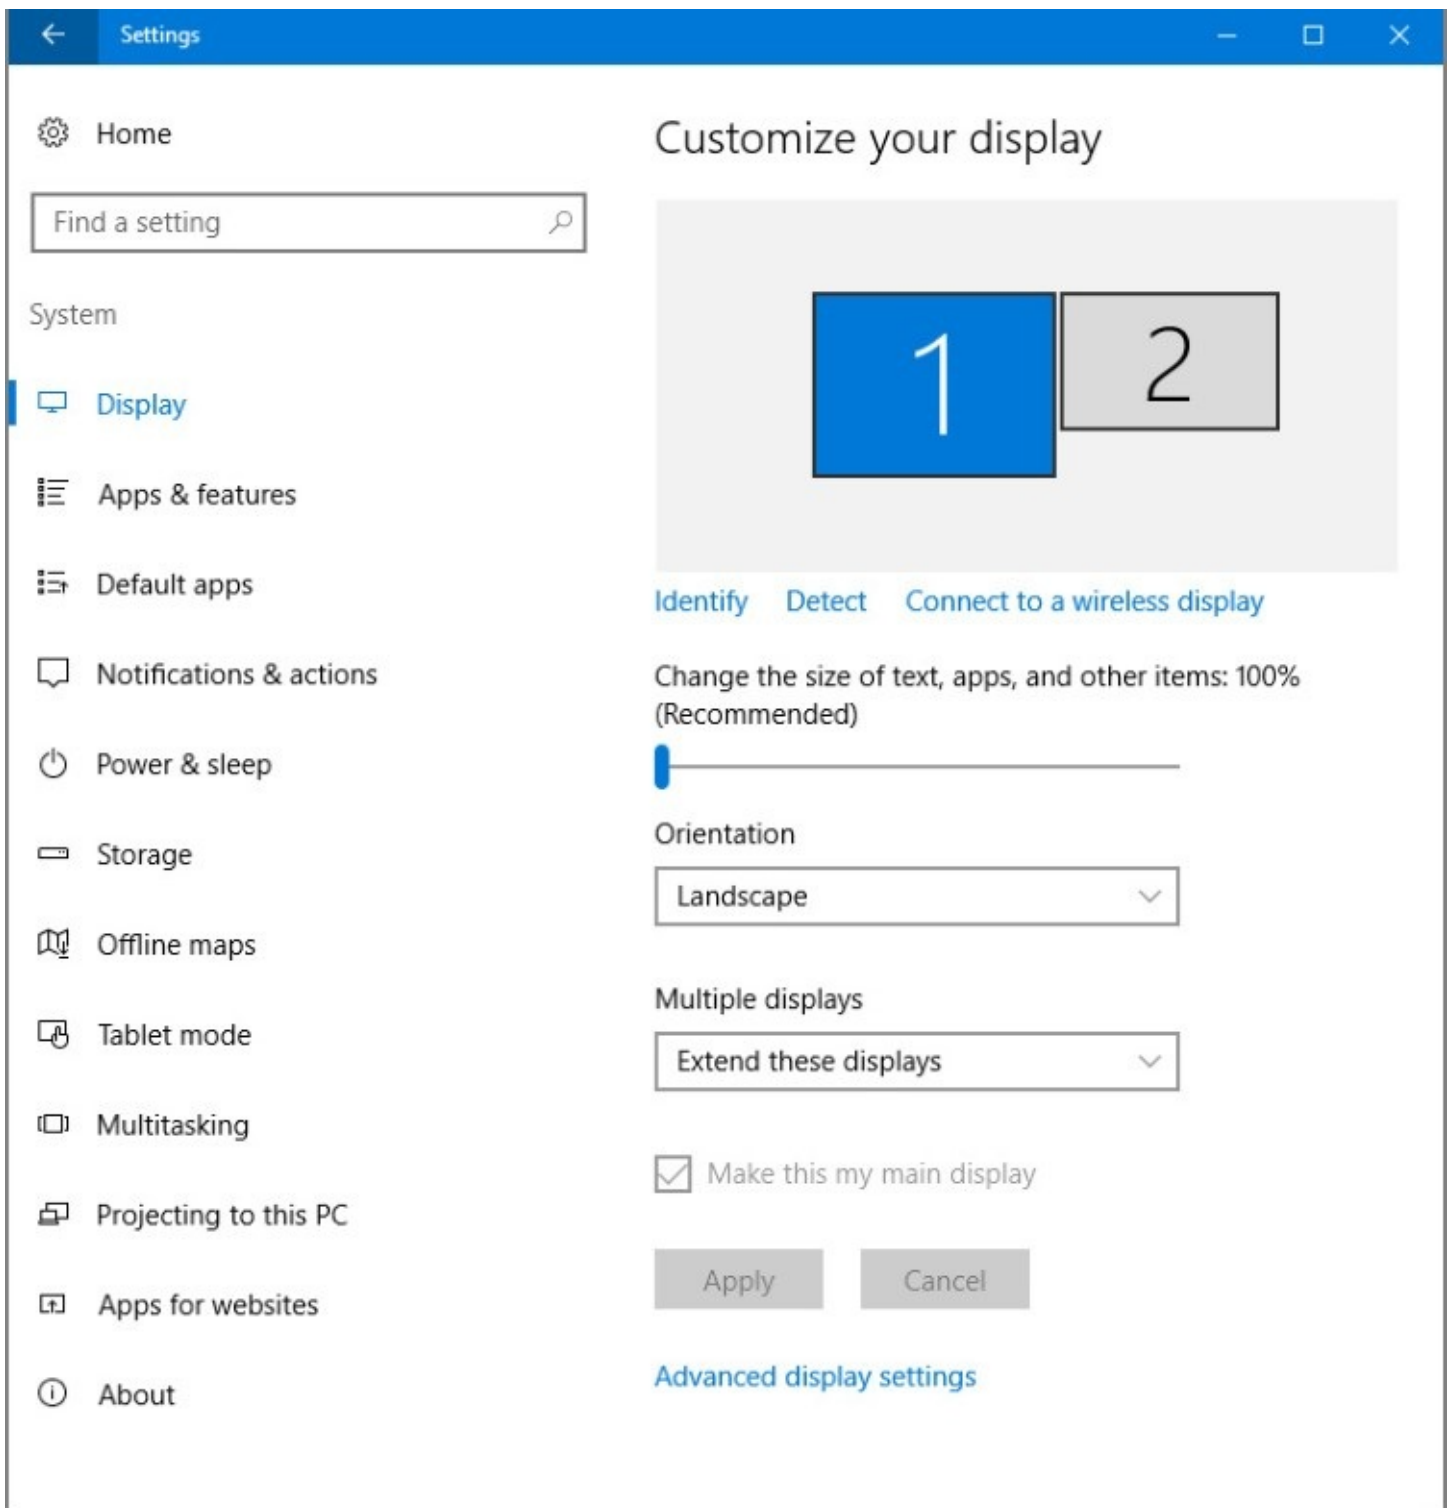 Settings
Home
Find a setting
System
Display
Apps & features
Default apps
Notifications & actions
Power & sleep
Storage
Offline maps
Tablet mode
Multitasking
Projecting to this PC
Apps for websites
About
Customize your display
1 2
Identify Detect Connect to a wireless display
Change the size of text, apps, and other items: 100%
(Recommended)
Orientation
Landscape
Multiple displays
Extend these displays
Make this my main display
Apply Cancel
Advanced display settings